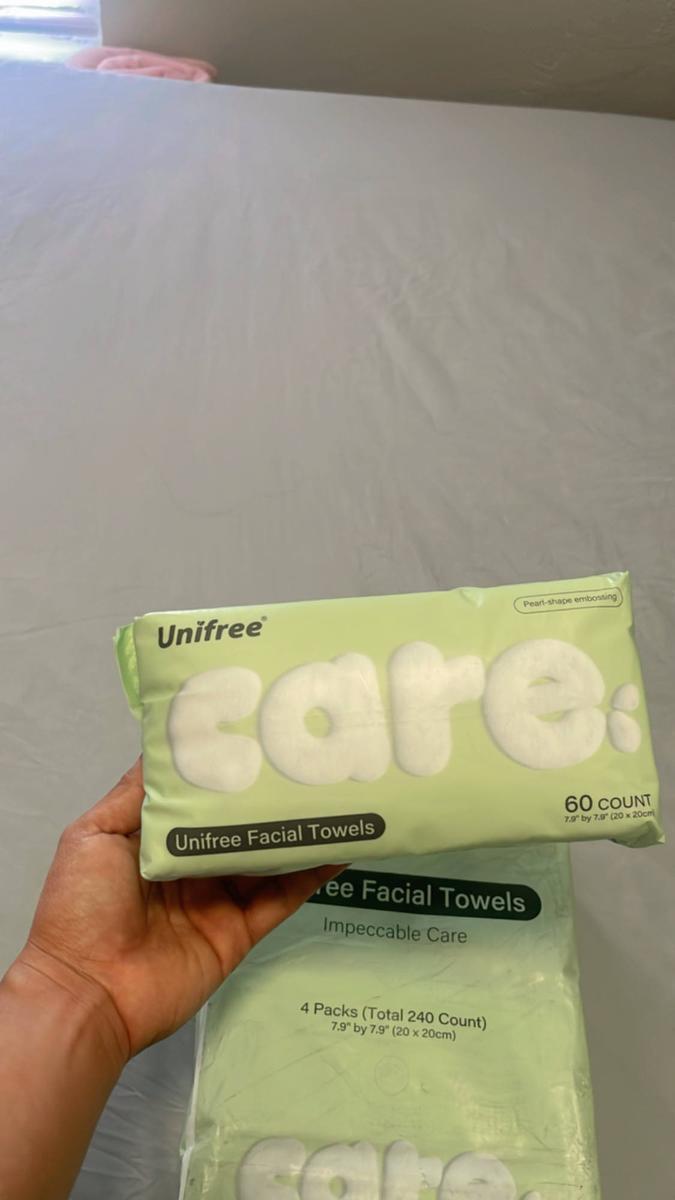 Unifree®
Pearl-shape embossing
care:
Unifree Facial Towels
60 COUNT
7.9" by 7.9" (20 x 20cm
ree Facial Towels
Impeccable Care
4 Packs (Total 240 Count)
7.9" by 7.9" (20 x 20cm)
care